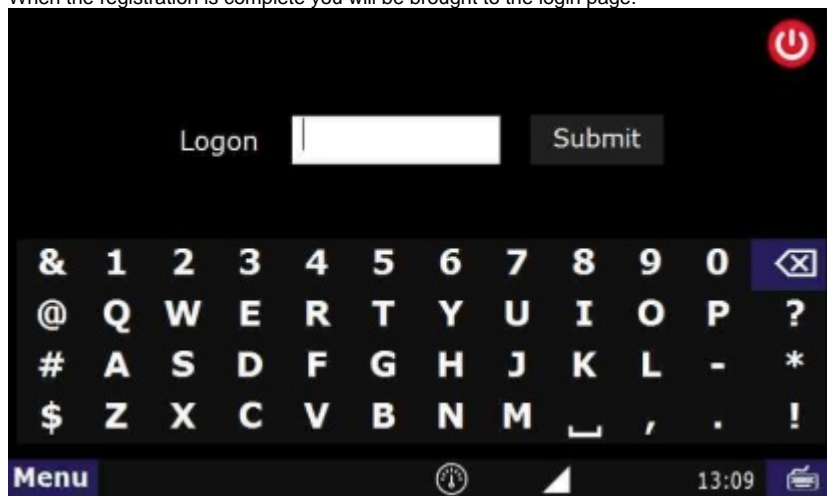 When the registration is complete you will be brought to the login page.
Logon Submit
& 1 2 3 4 5 6 7 8 9 0
@ Q W E R T Y U I O P ?
# A S D F G H J K L - *
$ Z X C V B N M , . !
Menu 13:09